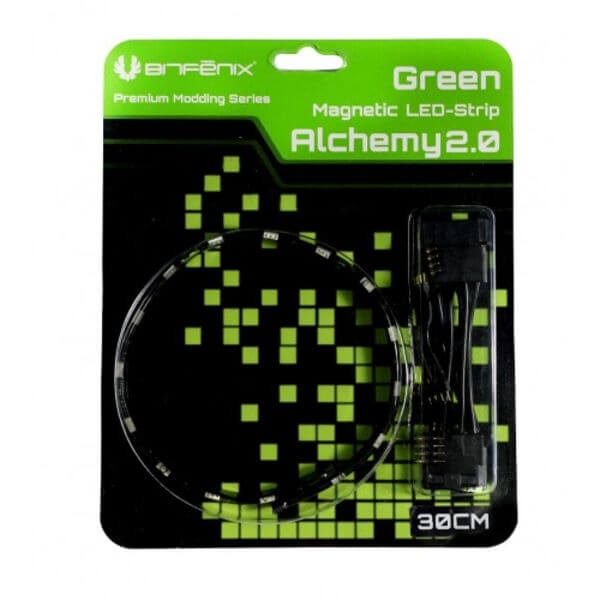 BITFENIX
Premium Modding Series
Green
Magnetic LED-Strip
Alchemy2.0
30CM